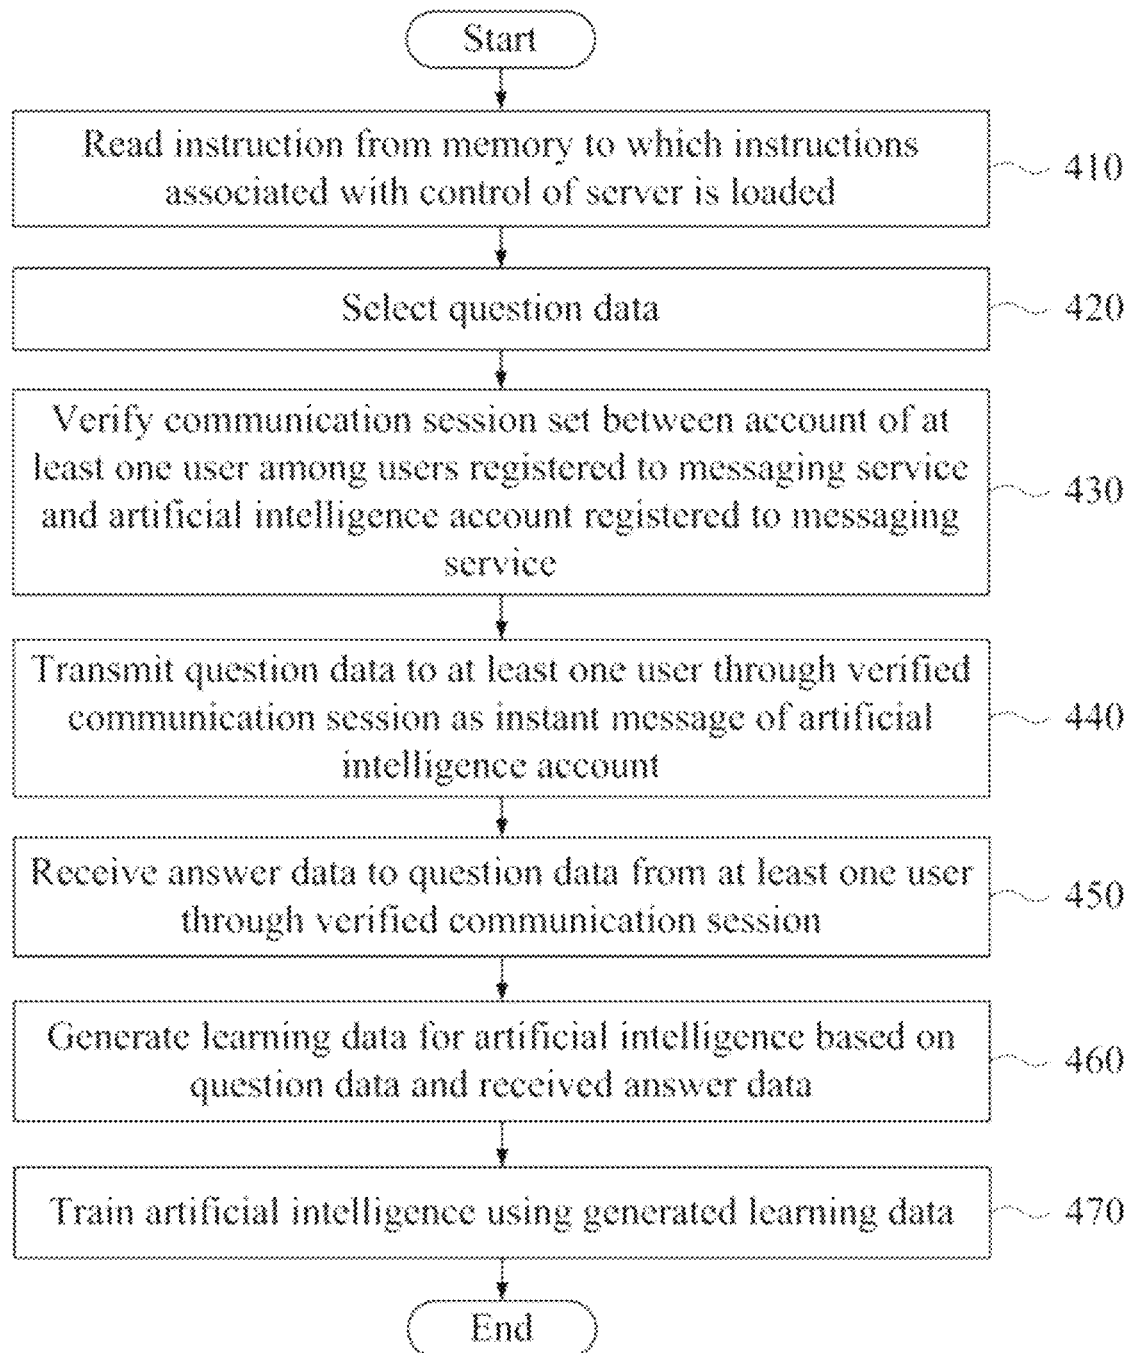 Start
Read instruction from memory to which instructions
associated with control of server is loaded
410
Select question data
420
Verify communication session set between account of at
least one user among users registered to messaging service
and artificial intelligence account registered to messaging
service
430
Transmit question data to at least one user through verified
communication session as instant message of artificial
intelligence account
440
Receive answer data to question data from at least one user
through verified communication session
450
Generate learning data for artificial intelligence based on
question data and received answer data
460
Train artificial intelligence using generated learning data
470
End